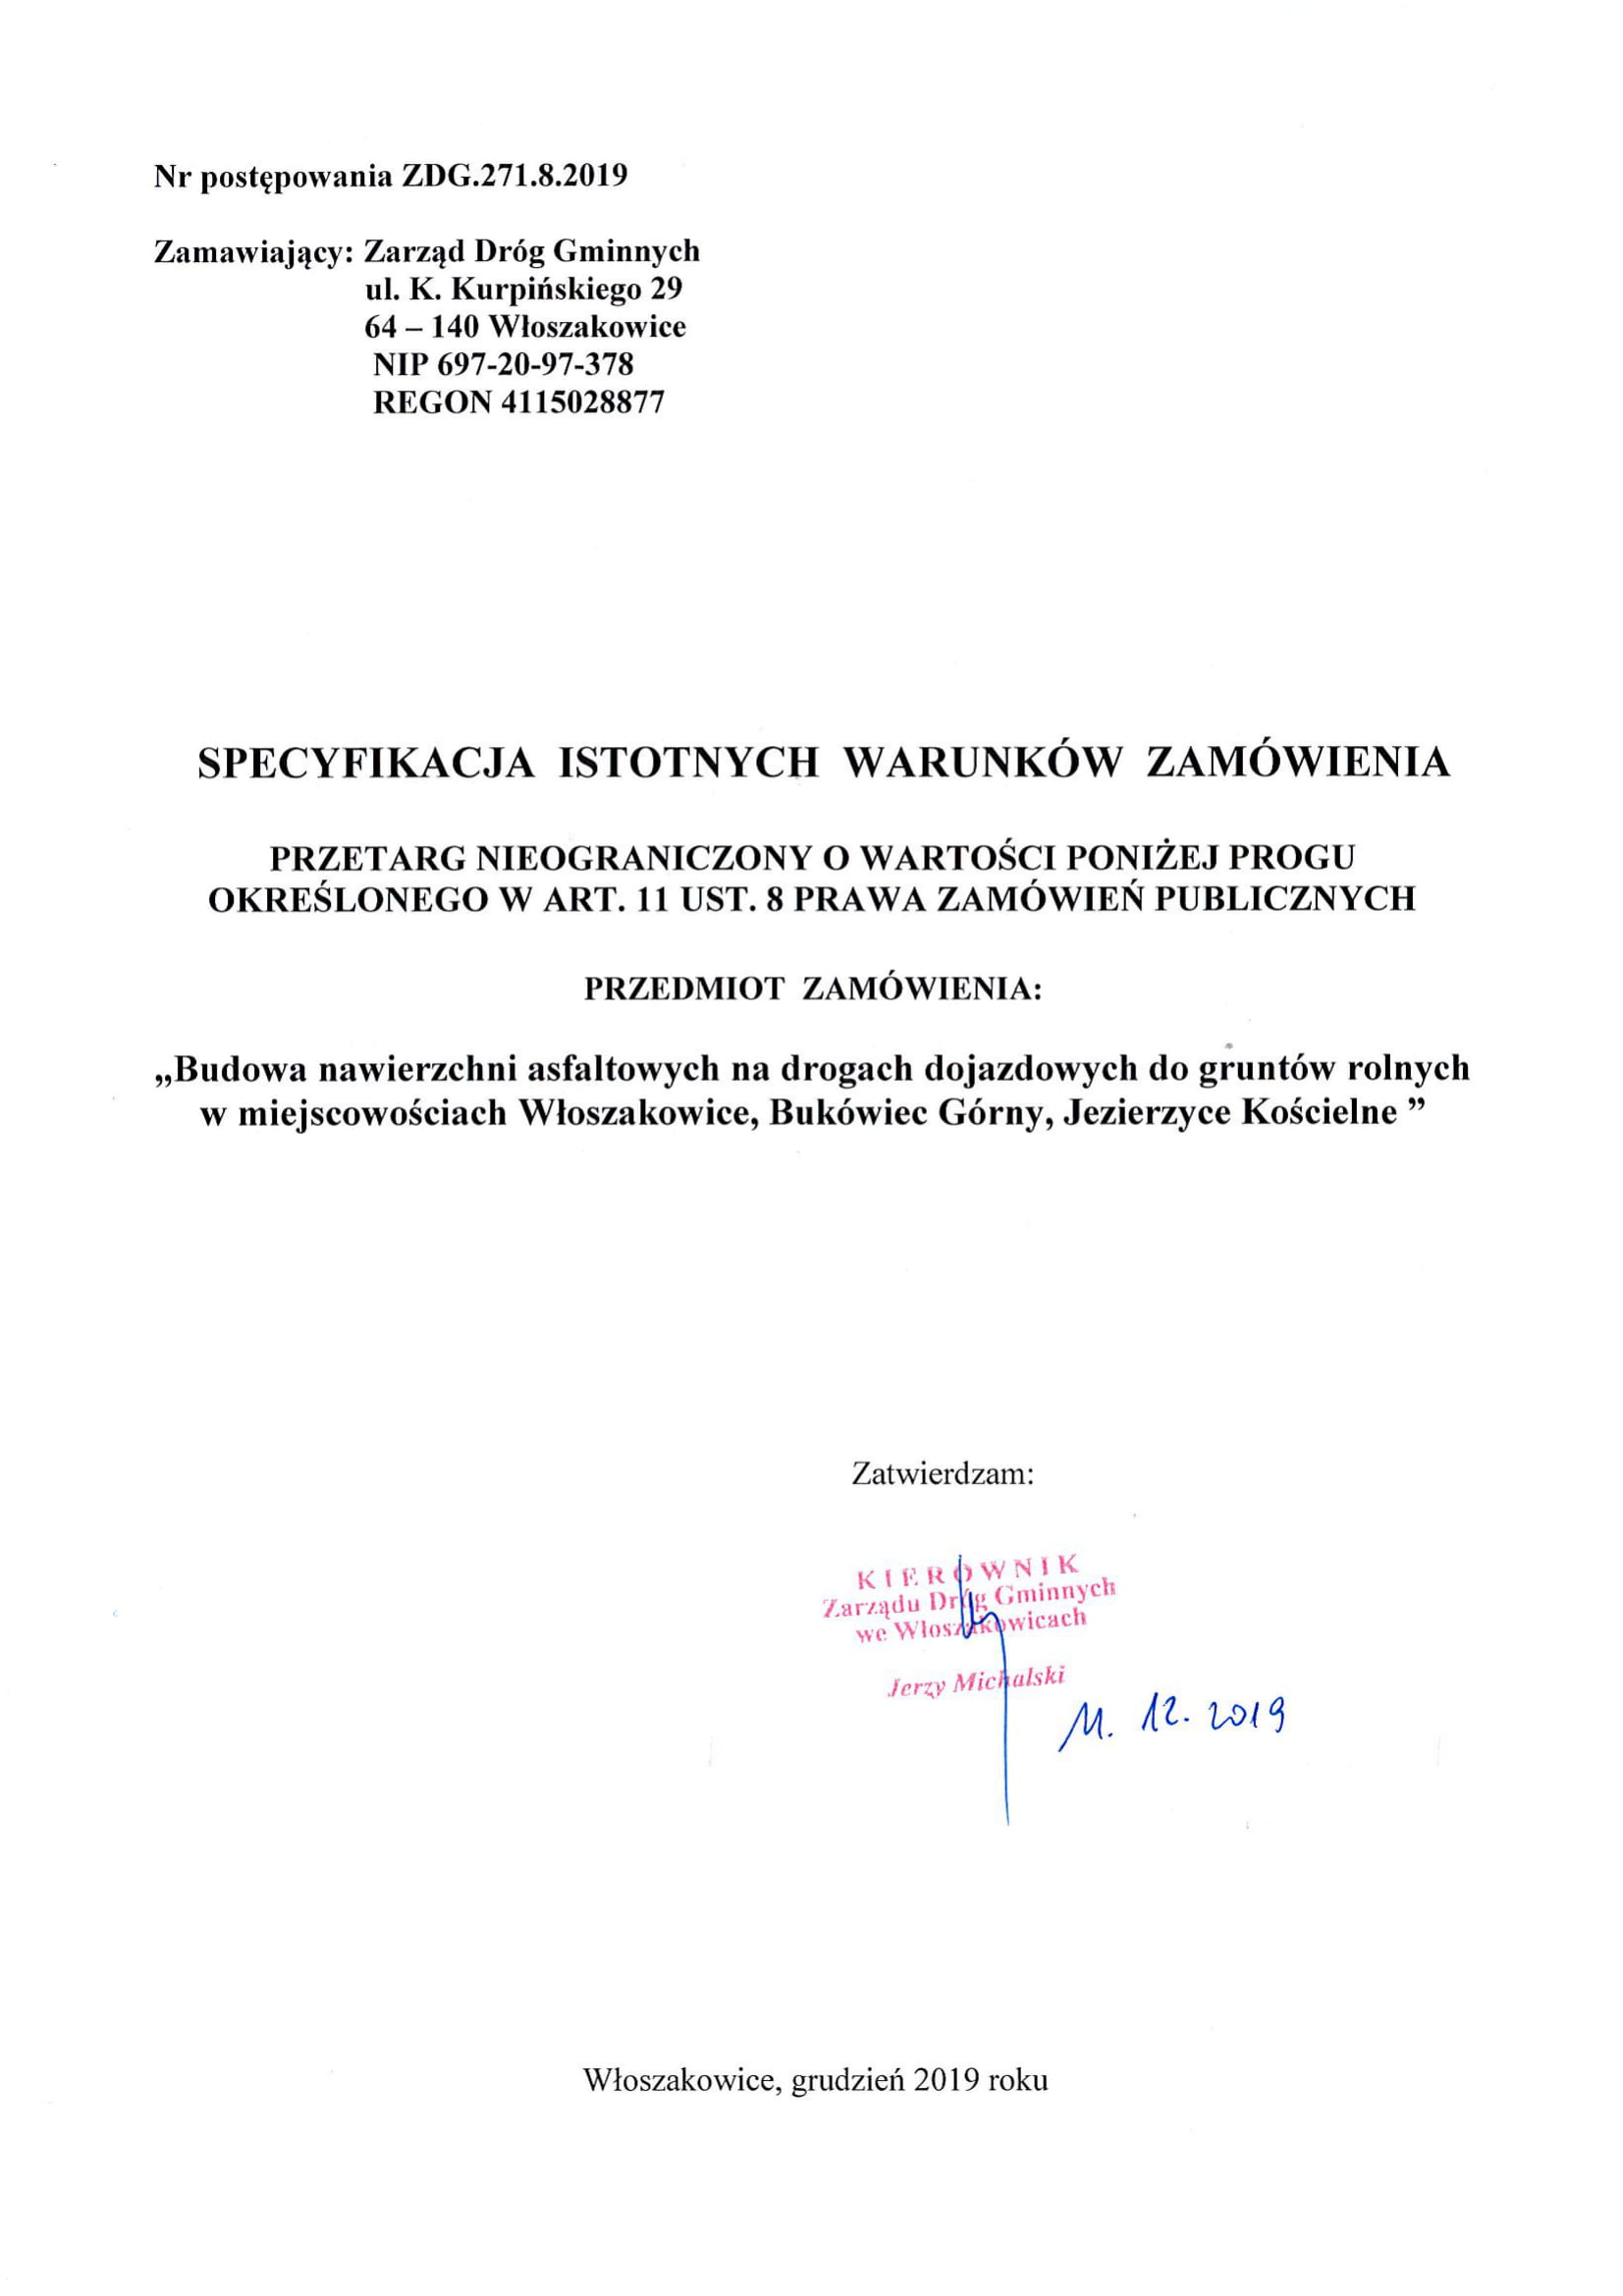 Nr postępowania ZDG.271.8.2019
Zamawiający: Zarząd Dróg Gminnych
ul. K. Kurpińskiego 29
64 – 140 Włoszakowice
NIP 697-20-97-378
REGON 4115028877
SPECYFIKACJA ISTOTNYCH WARUNKÓW ZAMÓWIENIA
PRZETARG NIEOGRANICZONY O WARTOŚCI PONIŻEJ PROGU
OKREŚLONEGO W ART. 11 UST. 8 PRAWA ZAMÓWIEŃ PUBLICZNYCH
PRZEDMIOT ZAMÓWIENIA:
„Budowa nawierzchni asfaltowych na drogach dojazdowych do gruntów rolnych
w miejscowościach Włoszakowice, Bukówiec Górny, Jezierzyce Kościelne ”
Zatwierdzam:
KIEROWNIK
Zarządu Dróg Gminnych
we Włoszakowicach
Jerzy Michalski
11. 12. 2019
Włoszakowice, grudzień 2019 roku